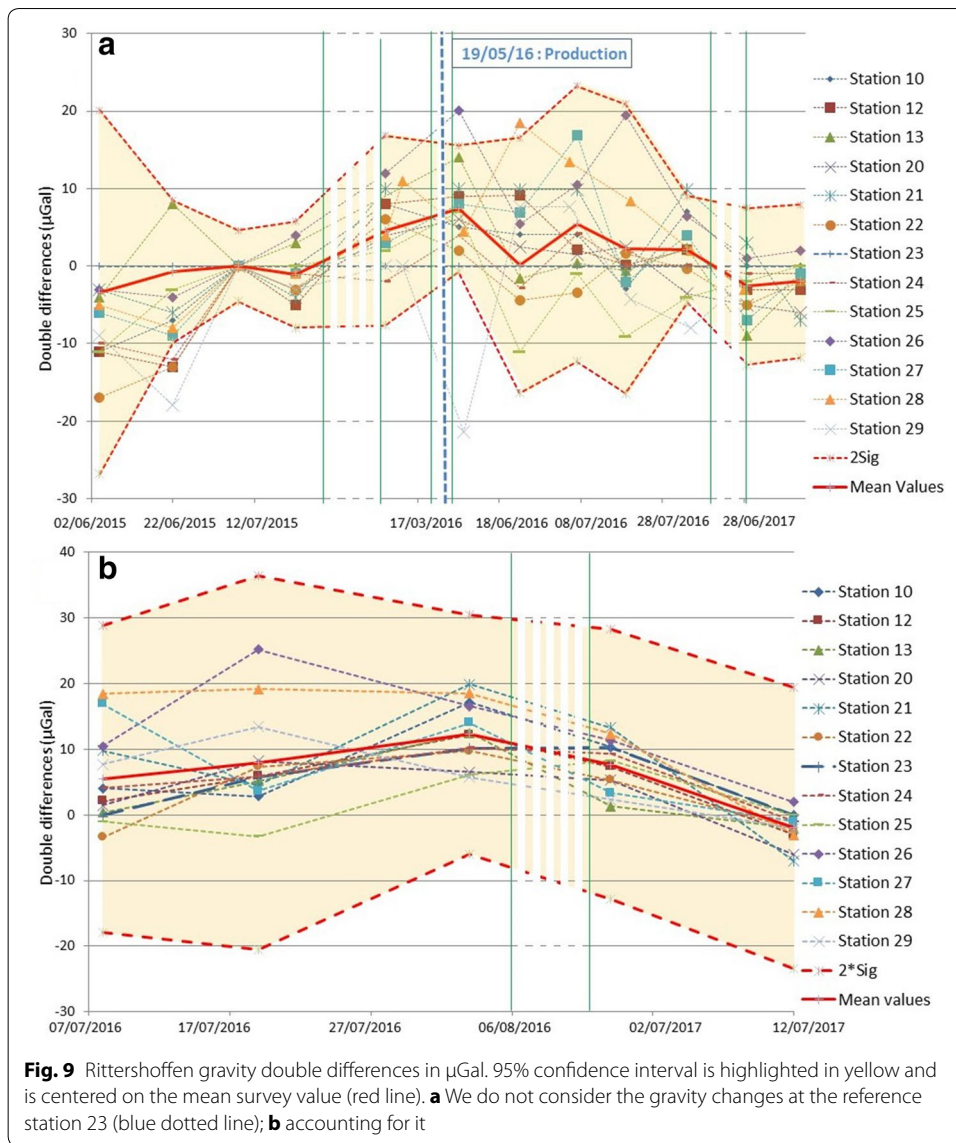 a
30
20
10
0
-10
-20
-30
Double differences (µGal)
19/05/16 : Production
02/06/2015 22/06/2015 12/07/2015 17/03/2016 18/06/2016 08/07/2016 28/07/2016 28/06/2017
Station 10
Station 12
Station 13
Station 20
Station 21
Station 22
Station 23
Station 24
Station 25
Station 26
Station 27
Station 28
Station 29
2Sig
Mean Values
b
40
30
20
10
0
-10
-20
-30
Double differences (µGal)
07/07/2016 17/07/2016 27/07/2016 6/08/2016 02/07/2017 12/07/2017
Station 10
Station 12
Station 13
Station 20
Station 21
Station 22
Station 23
Station 24
Station 25
Station 26
Station 27
Station 28
Station 29
2*Sig
Mean values
Fig. 9 Rittershoffen gravity double differences in µGal. 95% confidence interval is highlighted in yellow and
is centered on the mean survey value (red line). a We do not consider the gravity changes at the reference
station 23 (blue dotted line); b accounting for it